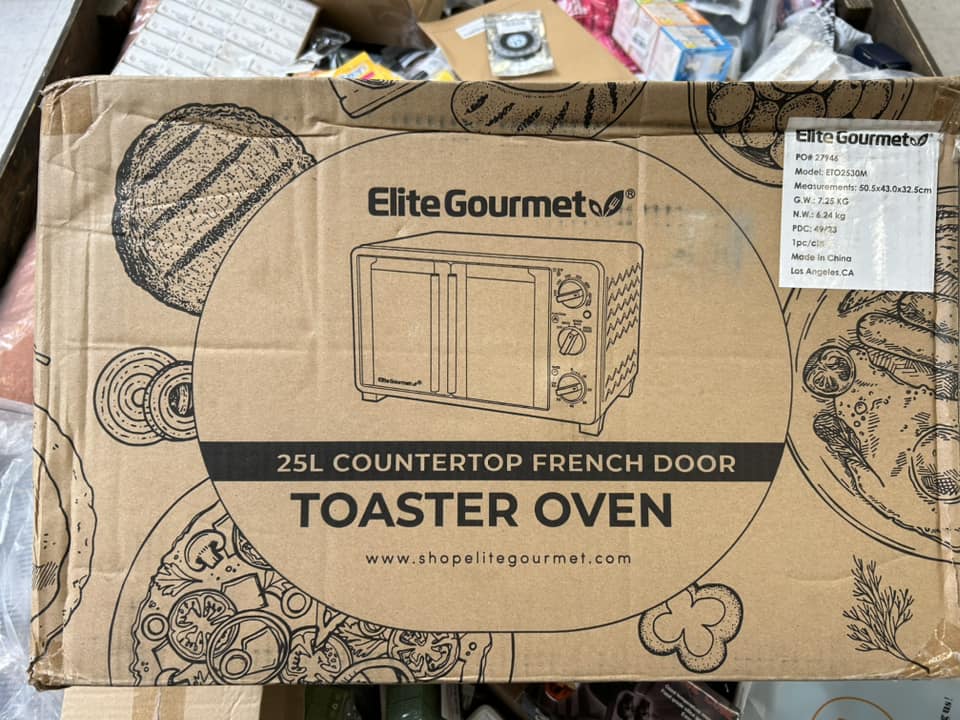 Elite Gourmet®
PO# 27946
Model: ETO2530M
Measurements: 50.5x43.0x32.5cm
G.W.: 7.25 KG
N.W.: 6.24 kg
PDC: 49/23
Made in China
Los Angeles,CA
Elite Gourmet®
Elite Gourmet
25L COUNTERTOP FRENCH DOOR
TOASTER OVEN
www.shopelitegourmet.com